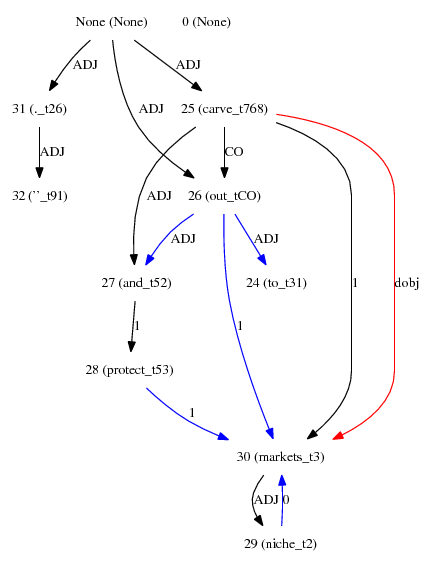 None (None) 0 (None)
ADJ ADJ
31 (._t26) ADJ 25 (carve_t768)
ADJ CO
32 (''_t91) ADJ 26 (out_tCO)
ADJ ADJ
27 (and_t52) 24 (to_t31) 1 dobj
1 1
28 (protect_t53)
1
30 (markets_t3)
ADJ 0
29 (niche_t2)